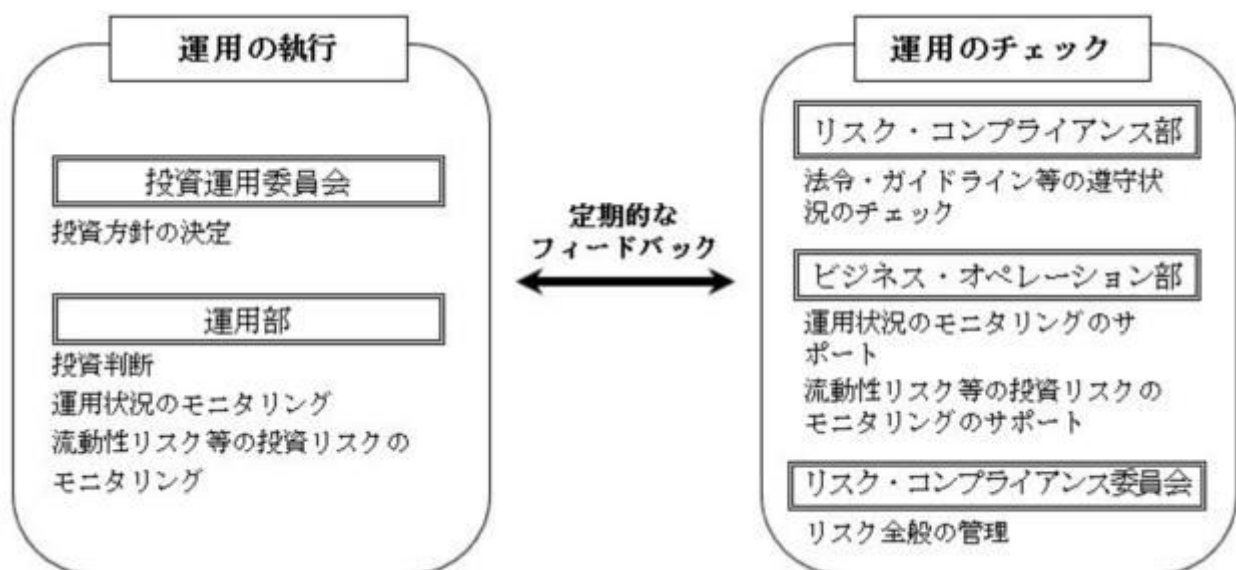 運用の執行
投資運用委員会
投資方針の決定
運用部
投資判断
運用状況のモニタリング
流動性リスク等の投資リスクの
モニタリング
定期的な
フィードバック
運用のチェック
リスク・コンプライアンス部
法令・ガイドライン等の遵守状
況のチェック
ビジネス・オペレーション部
運用状況のモニタリングのサ
ポート
流動性リスク等の投資リスクの
モニタリングのサポート
リスク・コンプライアンス委員会
リスク全般の管理